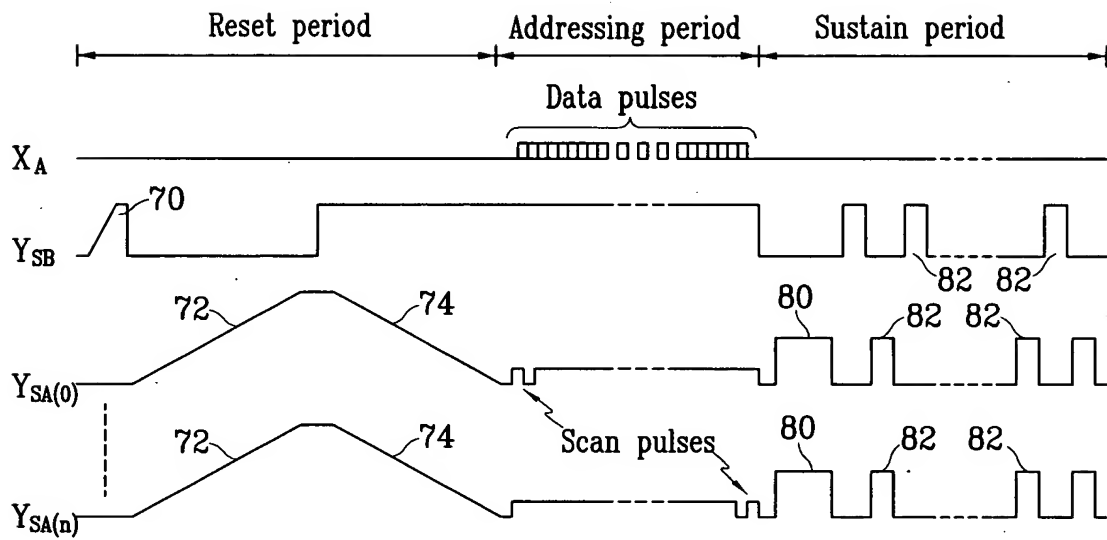 Reset period Addressing period Sustain period
Data pulses
X_A
70
Y_SB
82 82
72 74 80 82 82
Y_SA(0)
Scan pulses
72 74 80 82 82
Y_SA(n)